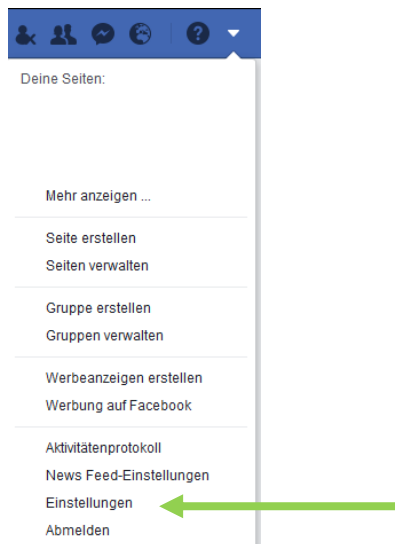 Deine Seiten:
Mehr anzeigen ...
Seite erstellen
Seiten verwalten
Gruppe erstellen
Gruppen verwalten
Werbeanzeigen erstellen
Werbung auf Facebook
Aktivitätenprotokoll
News Feed-Einstellungen
Einstellungen
Abmelden